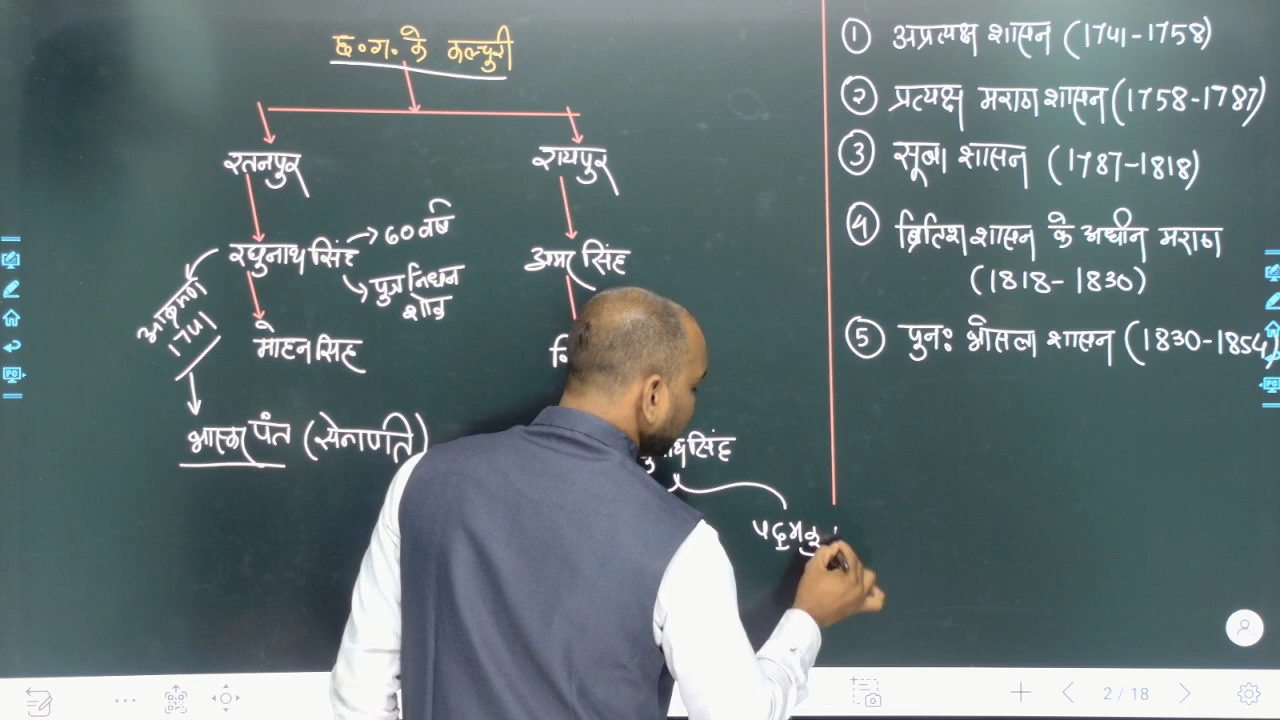 छ.ग. के कल्चुरी
रतनपुर
रायपुर
रघुनाथ सिंह
60 वर्ष
पुत्र निधन
शोक
अमर सिंह
आक्रमण
1741
मोहन सिंह
भास्कर पंत (सेनापति)
सिंह
① अप्रत्यक्ष शासन (1741-1758)
② प्रत्यक्ष मराठा शासन (1758-1787)
③ सूबा शासन (1787-1818)
④ ब्रिटिश शासन के अधीन मराठा
(1818-1830)
⑤ पुनः भोंसला शासन (1830-1854)
2 / 18